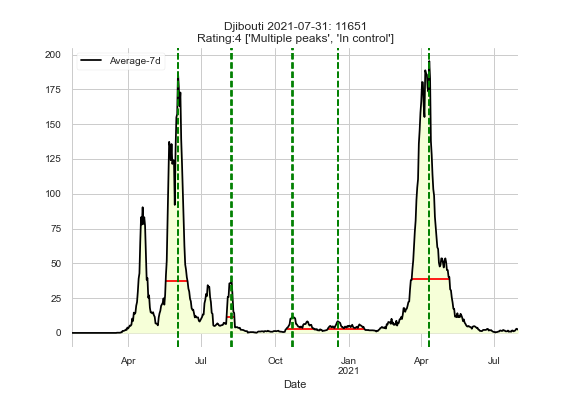 Djibouti 2021-07-31: 11651
Rating:4 ['Multiple peaks', 'In control']
200
Average-7d
175
150
125
100
75
50
25
0
Apr Jul Oct Jan Apr Jul
2021
Date